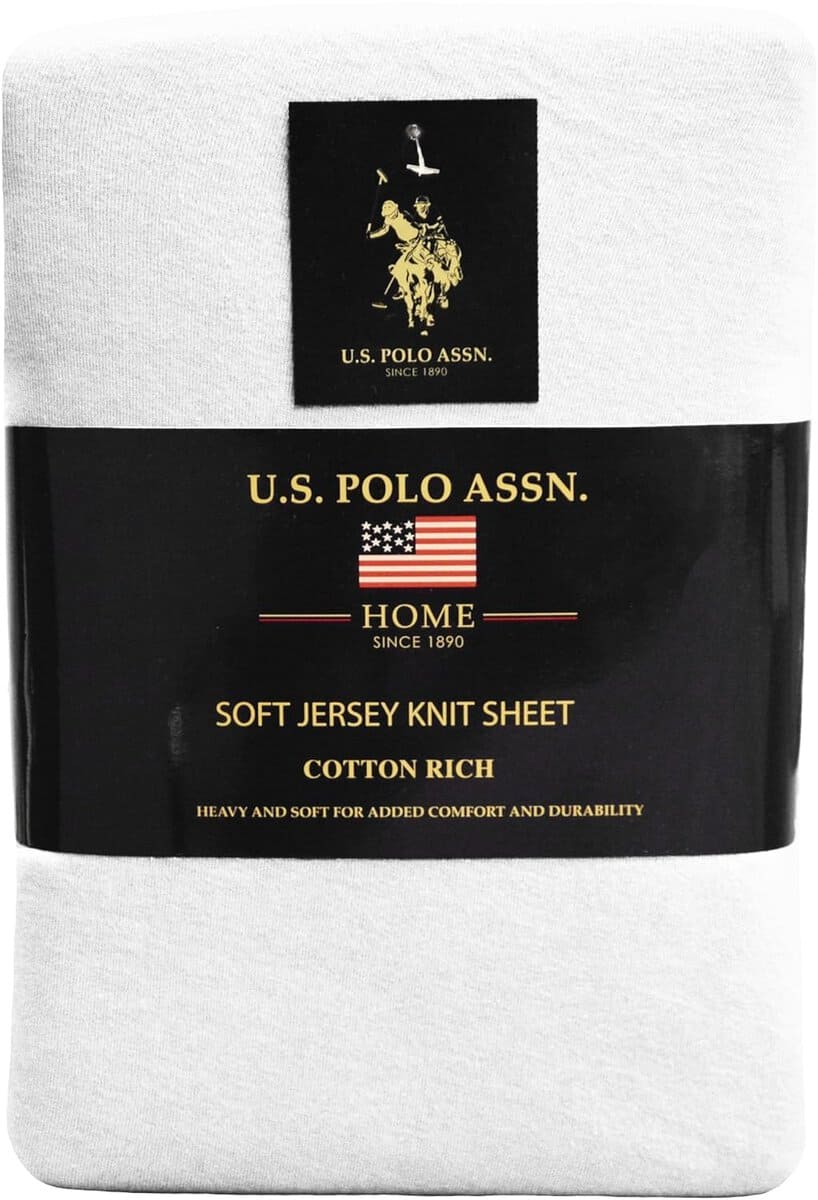 U.S. POLO ASSN.
SINCE 1890
U.S. POLO ASSN.
HOME
SINCE 1890
SOFT JERSEY KNIT SHEET
COTTON RICH
HEAVY AND SOFT FOR ADDED COMFORT AND DURABILITY